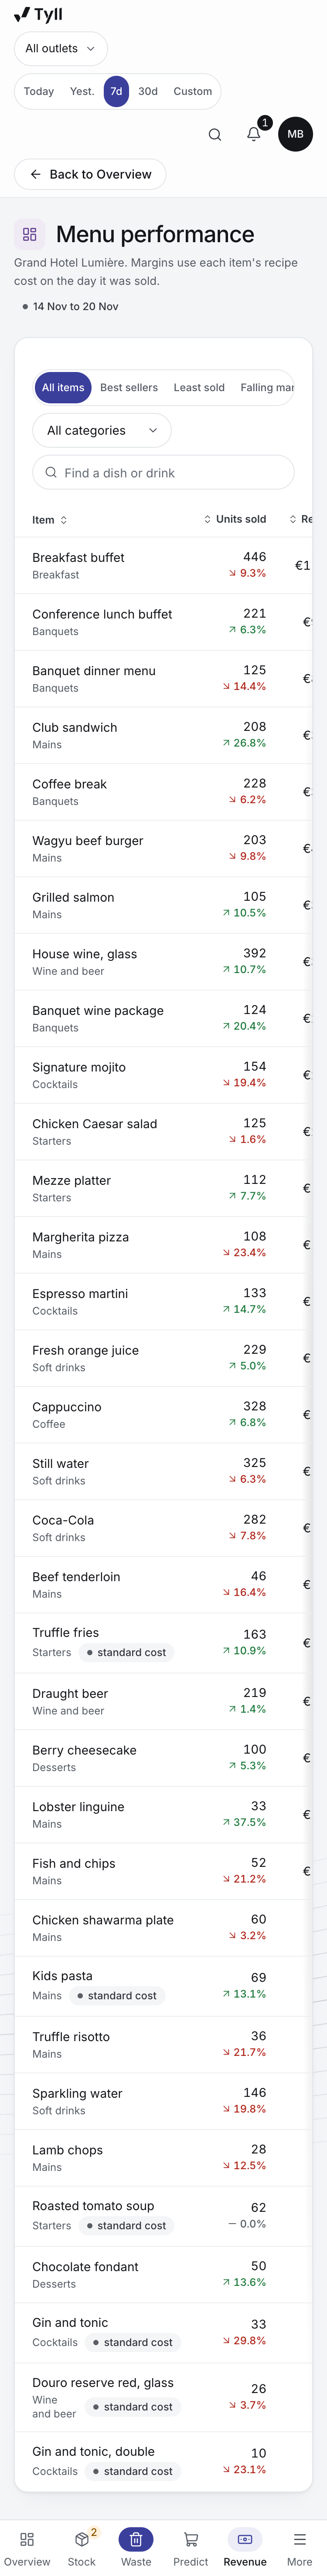 Tyll
All outlets
Today Yest. 7d 30d Custom
1
MB
Back to Overview
Menu performance
Grand Hotel Lumière. Margins use each item's recipe
cost on the day it was sold.
14 Nov to 20 Nov
All items Best sellers Least sold Falling mar
All categories
Find a dish or drink
Item Units sold Re
Breakfast buffet 446 €1
Breakfast 9.3%
Conference lunch buffet 221 €
Banquets 6.3%
Banquet dinner menu 125 €
Banquets 14.4%
Club sandwich 208 €
Mains 26.8%
Coffee break 228 €
Banquets 6.2%
Wagyu beef burger 203 €
Mains 9.8%
Grilled salmon 105 €
Mains 10.5%
House wine, glass 392 €
Wine and beer 10.7%
Banquet wine package 124 €
Banquets 20.4%
Signature mojito 154 €
Cocktails 19.4%
Chicken Caesar salad 125 €
Starters 1.6%
Mezze platter 112 €
Starters 7.7%
Margherita pizza 108 €
Mains 23.4%
Espresso martini 133 €
Cocktails 14.7%
Fresh orange juice 229 €
Soft drinks 5.0%
Cappuccino 328 €
Coffee 6.8%
Still water 325 €
Soft drinks 6.3%
Coca-Cola 282 €
Soft drinks 7.8%
Beef tenderloin 46 €
Mains 16.4%
Truffle fries 163 €
Starters standard cost 10.9%
Draught beer 219 €
Wine and beer 1.4%
Berry cheesecake 100 €
Desserts 5.3%
Lobster linguine 33 €
Mains 37.5%
Fish and chips 52 €
Mains 21.2%
Chicken shawarma plate 60
Mains 3.2%
Kids pasta 69
Mains standard cost 13.1%
Truffle risotto 36
Mains 21.7%
Sparkling water 146
Soft drinks 19.8%
Lamb chops 28
Mains 12.5%
Roasted tomato soup 62
Starters standard cost — 0.0%
Chocolate fondant 50
Desserts 13.6%
Gin and tonic 33
Cocktails standard cost 29.8%
Douro reserve red, glass 26
Wine and beer standard cost 3.7%
Gin and tonic, double 10
Cocktails standard cost 23.1%
2
Overview Stock Waste Predict Revenue More